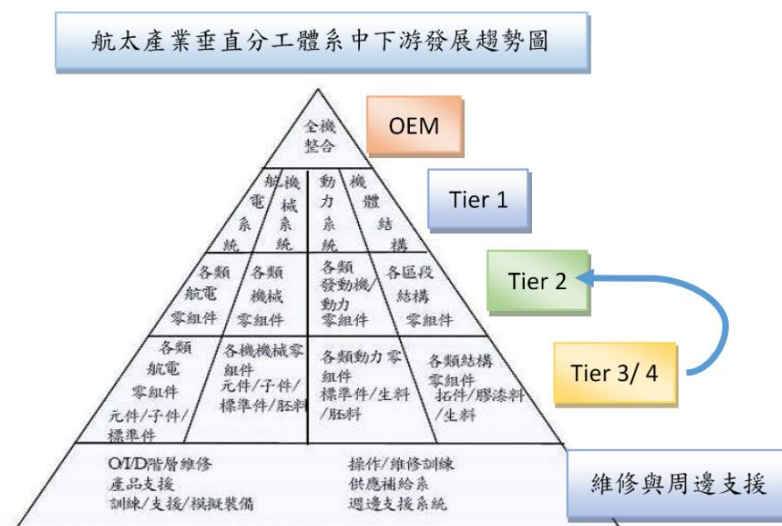 航太產業垂直分工體系中下游發展趨勢圖
全機
整合
OEM
航電系統
機械系統
動力系統
機體結構
Tier 1
各類
航電
零組件
各類
機械
零組件
各類
發動機/
動力
零組件
各區段
結構
零組件
Tier 2
各類
航電
零組件
元件/子件/
標準件
各機機械零
組件
元件/子件/
標準件/胚料
各類動力零
組件
標準件/生料
/胚料
各類結構
零組件
拓件/膠漆料
/生料
Tier 3/ 4
O/I/D階層維修
產品支援
訓練/支援/模擬裝備
操作/維修訓練
供應補給系
週邊支援系統
維修與周邊支援